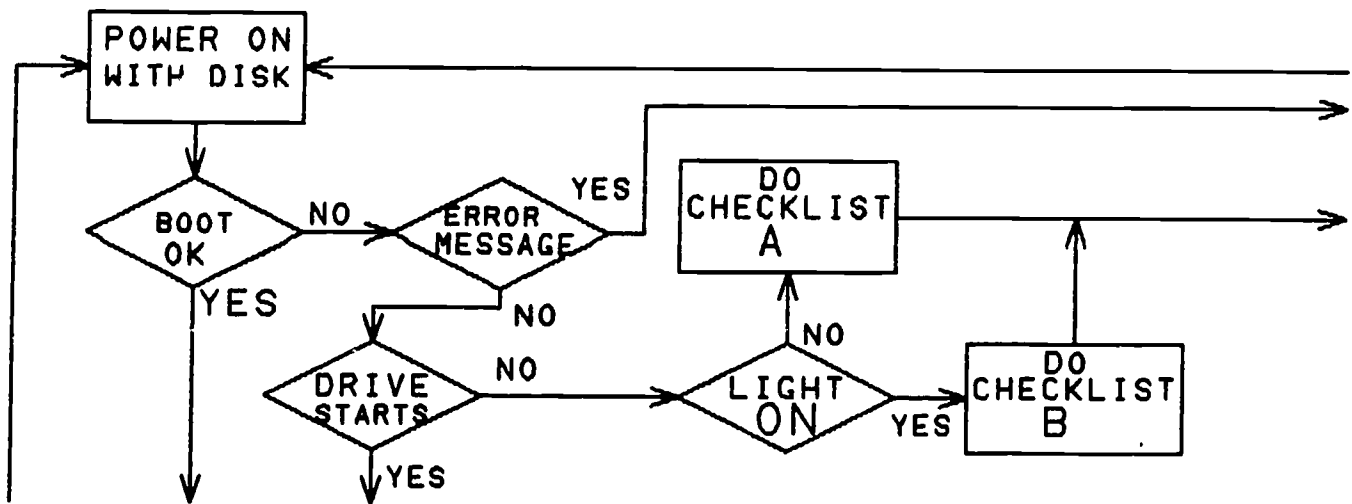 POWER ON
WITH DISK
BOOT
OK
NO
YES
ERROR
MESSAGE
YES
NO
DRIVE
STARTS
NO
YES
LIGHT
ON
NO
YES
DO
CHECKLIST
A
DO
CHECKLIST
B